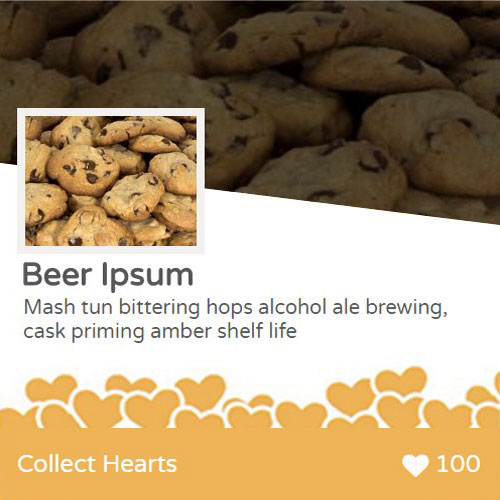 Beer Ipsum
Mash tun bittering hops alcohol ale brewing,
cask priming amber shelf life
Collect Hearts
100